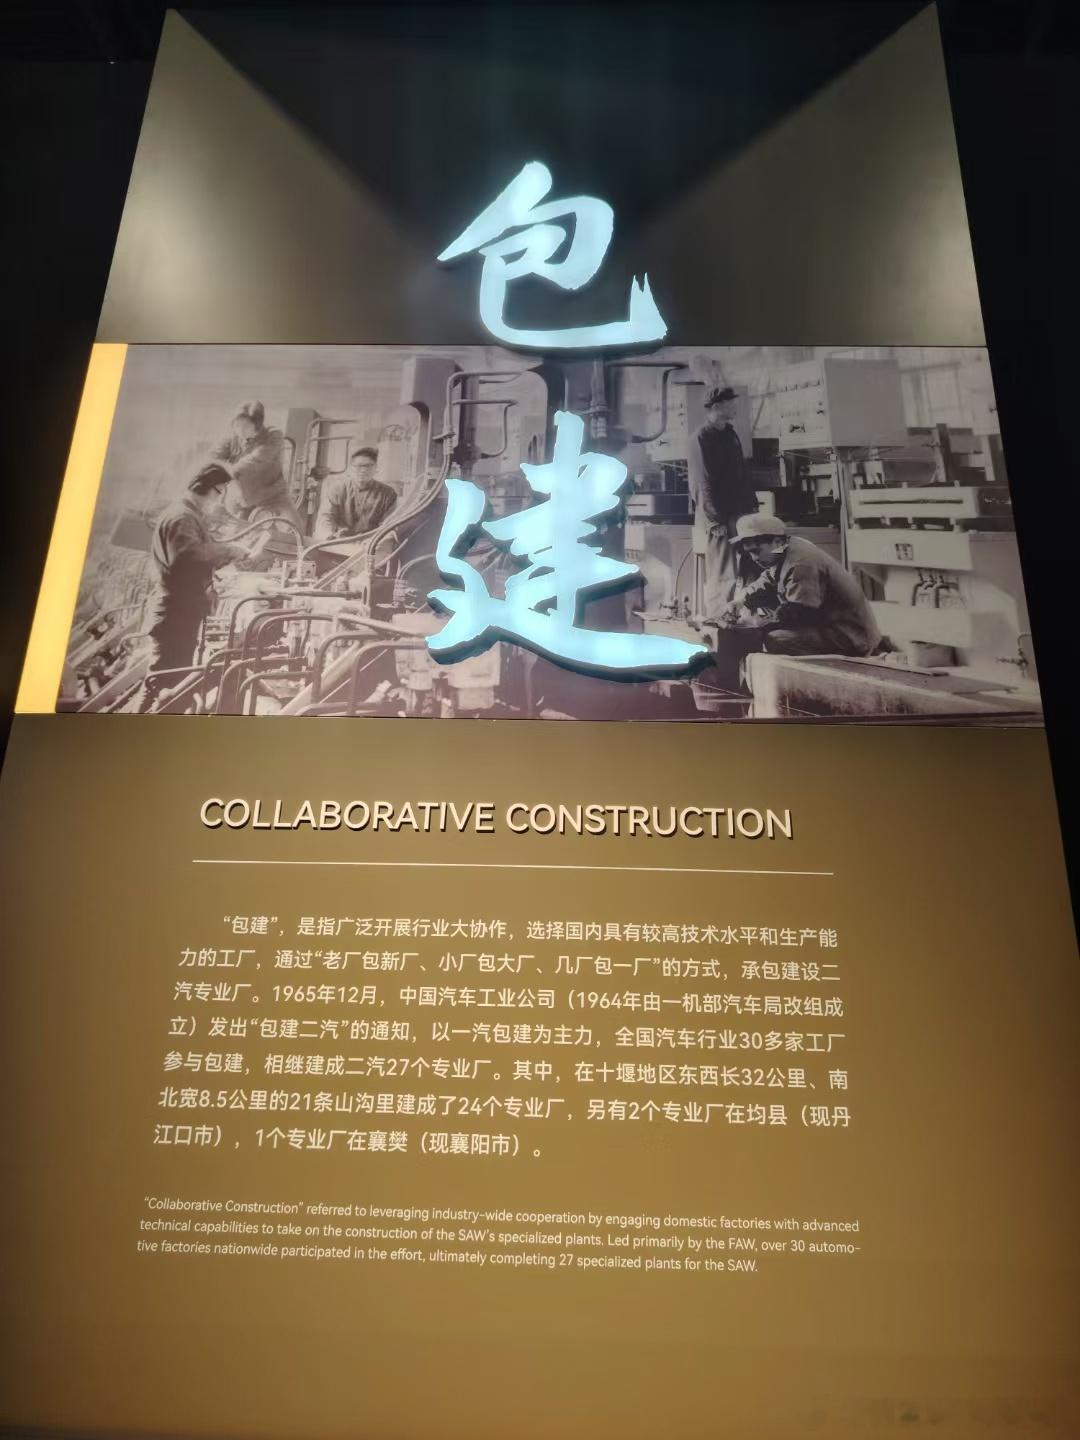 包
建
COLLABORATIVE CONSTRUCTION
“包建”，是指广泛开展行业大协作，选择国内具有较高技术水平和生产能
力的工厂，通过“老厂包新厂、小厂包大厂、几厂包一厂”的方式，承包建设二
汽专业厂。1965年12月，中国汽车工业公司（1964年由一机部汽车局改组成
立）发出“包建二汽”的通知，以一汽包建为主力，全国汽车行业30多家工厂
参与包建，相继建成二汽27个专业厂。其中，在十堰地区东西长32公里、南
北宽8.5公里的21条山沟里建成了24个专业厂，另有2个专业厂在均县（现丹
江口市），1个专业厂在襄樊（现襄阳市）。
“Collaborative Construction” referred to leveraging industry-wide cooperation by engaging domestic factories with advanced
technical capabilities to take on the construction of the SAW's specialized plants. Led primarily by the FAW, over 30 automo-
tive factories nationwide participated in the effort, ultimately completing 27 specialized plants for the SAW.